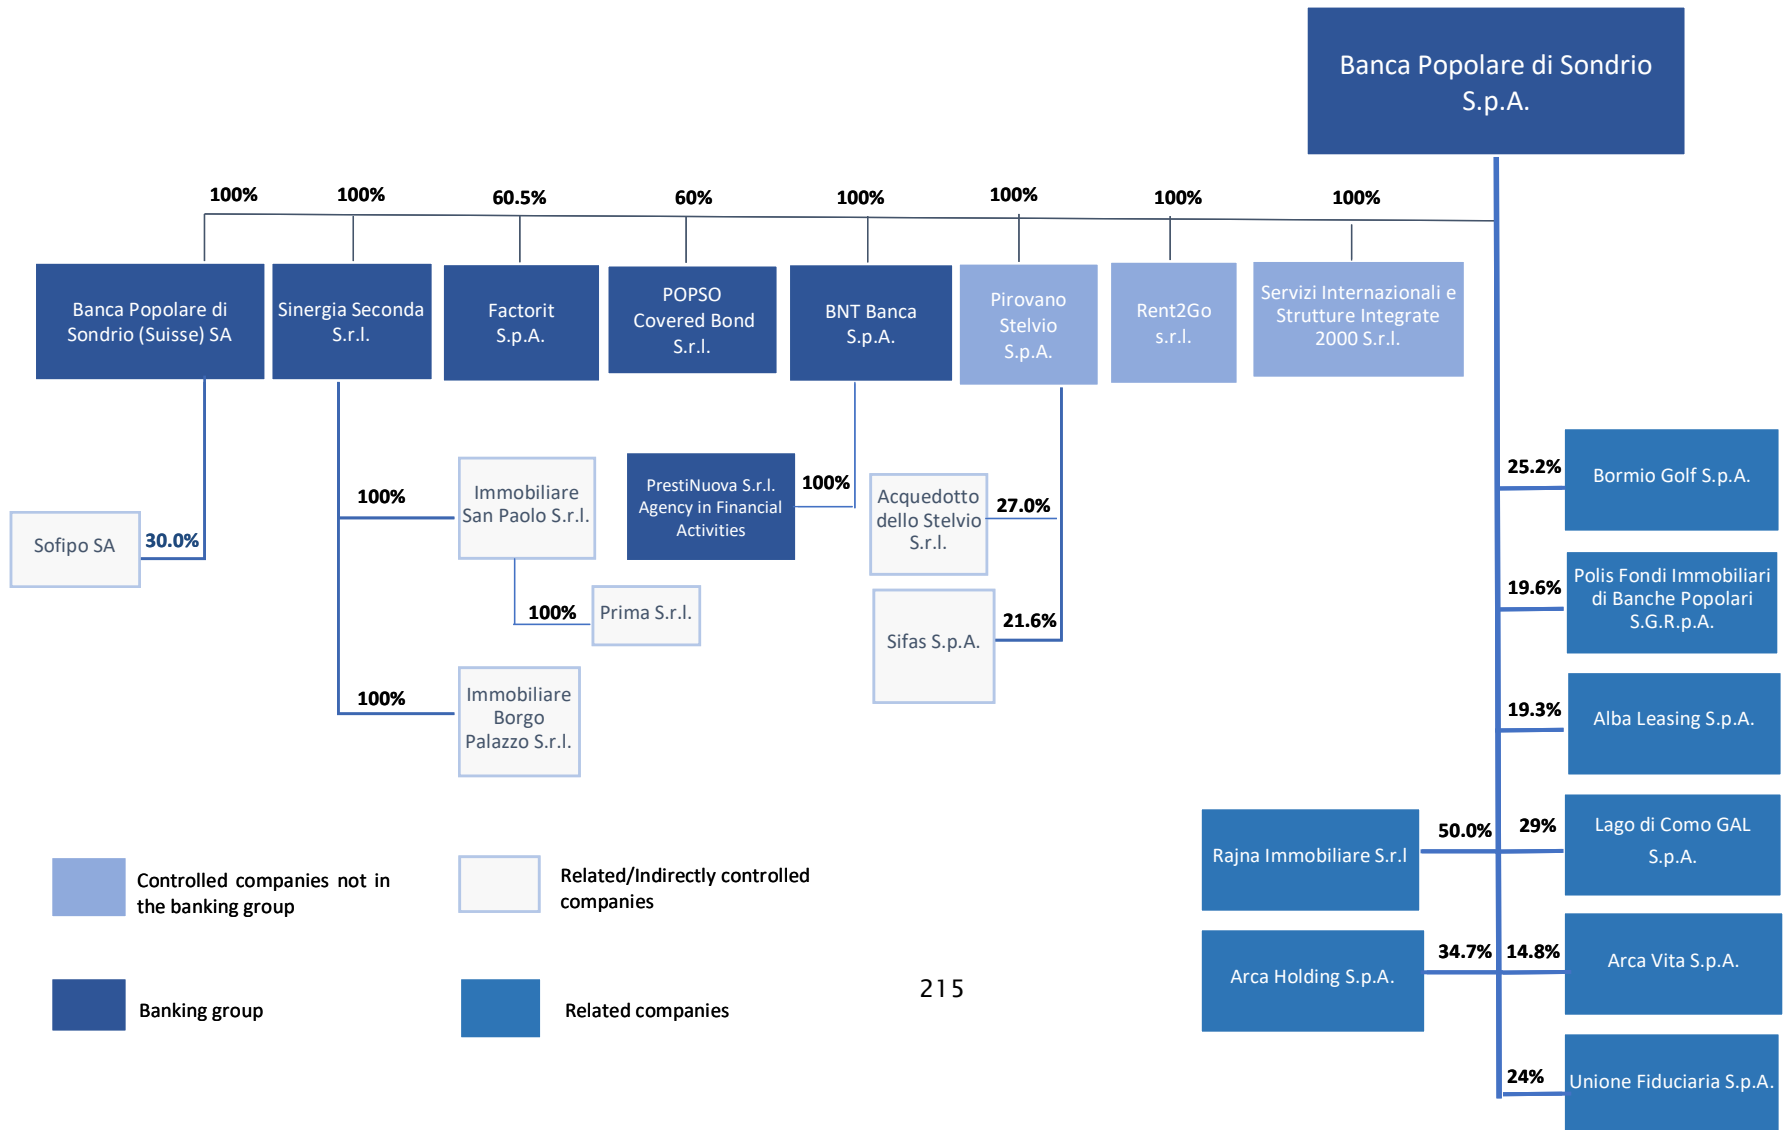 Banca Popolare di Sondrio
S.p.A.
100%
100%
60.5%
60%
100%
100%
100%
100%
Banca Popolare di
Sondrio (Suisse) SA
Sinergia Seconda
S.r.l.
Factorit
S.p.A.
POPSO
Covered Bond
S.r.l.
BNT Banca
S.p.A.
Pirovano
Stelvio
S.p.A.
Rent2Go
s.r.l.
Servizi Internazionali e
Strutture Integrate
2000 S.r.l.
Sofipo SA
30.0%
100%
Immobiliare
San Paolo S.r.l.
100%
Prima S.r.l.
100%
Immobiliare
Borgo
Palazzo S.r.l.
PrestiNuova S.r.l.
Agency in Financial
Activities
100%
Acquedotto
dello Stelvio
S.r.l.
27.0%
Sifas S.p.A.
21.6%
25.2%
Bormio Golf S.p.A.
19.6%
Polis Fondi Immobiliari
di Banche Popolari
S.G.R.p.A.
19.3%
Alba Leasing S.p.A.
Rajna Immobiliare S.r.l
50.0%
29%
Lago di Como GAL
S.p.A.
Arca Holding S.p.A.
34.7%
14.8%
Arca Vita S.p.A.
24%
Unione Fiduciaria S.p.A.
Controlled companies not in
the banking group
Related/Indirectly controlled
companies
Banking group
Related companies
215